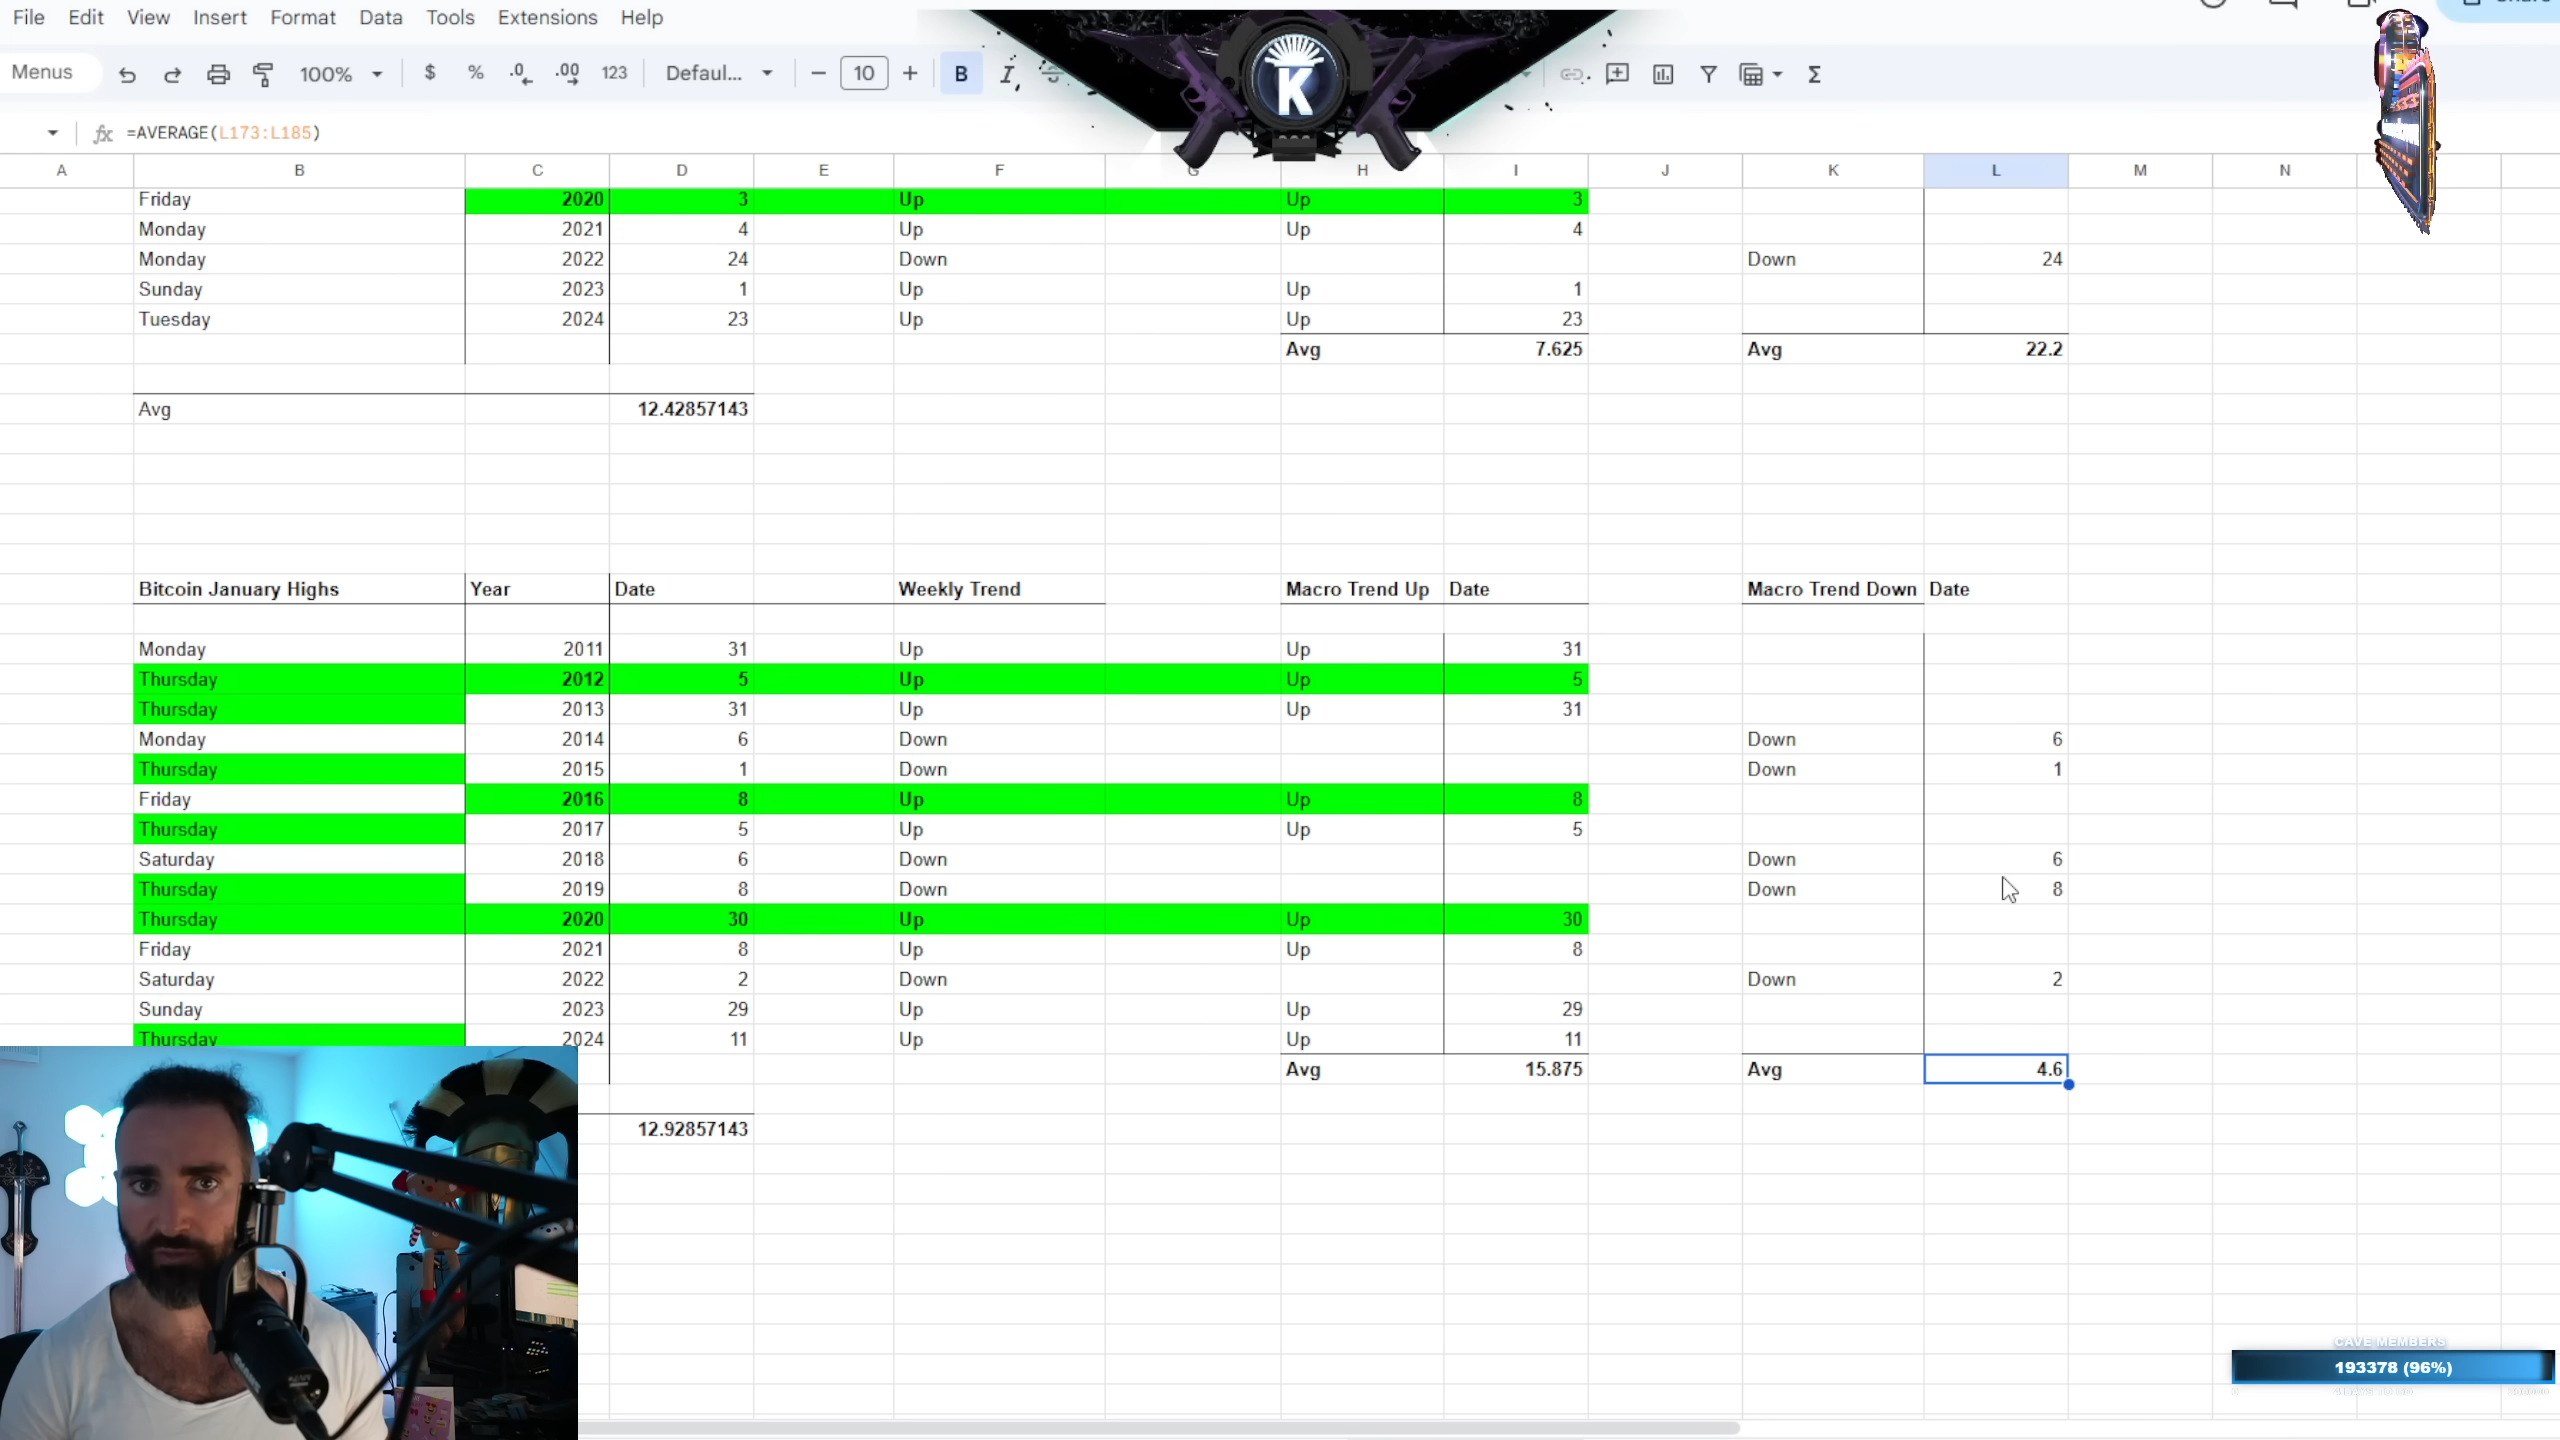 File Edit View Insert Format Data Tools Extensions Help
Menus 100% $ % .0 .00 123 Defaul... 10 B I
=AVERAGE(L173:L185)
K
A B C D E F G H I J K L M N
Friday 2020 3 Up Up 3
Monday 2021 4 Up Up 4
Monday 2022 24 Down Down 24
Sunday 2023 1 Up Up 1
Tuesday 2024 23 Up Up 23
Avg 7.625 Avg 22.2
Avg 12.42857143
Bitcoin January Highs Year Date Weekly Trend Macro Trend Up Date Macro Trend Down Date
Monday 2011 31 Up Up 31
Thursday 2012 5 Up Up 5
Thursday 2013 31 Up Up 31
Monday 2014 6 Down Down 6
Thursday 2015 1 Down Down 1
Friday 2016 8 Up Up 8
Thursday 2017 5 Up Up 5
Saturday 2018 6 Down Down 6
Thursday 2019 8 Down Down 8
Thursday 2020 30 Up Up 30
Friday 2021 8 Up Up 8
Saturday 2022 2 Down Down 2
Sunday 2023 29 Up Up 29
Thursday 2024 11 Up Up 11
Avg 15.875 Avg 4.6
12.92857143
CAVE MEMBERS
193378 (96%)